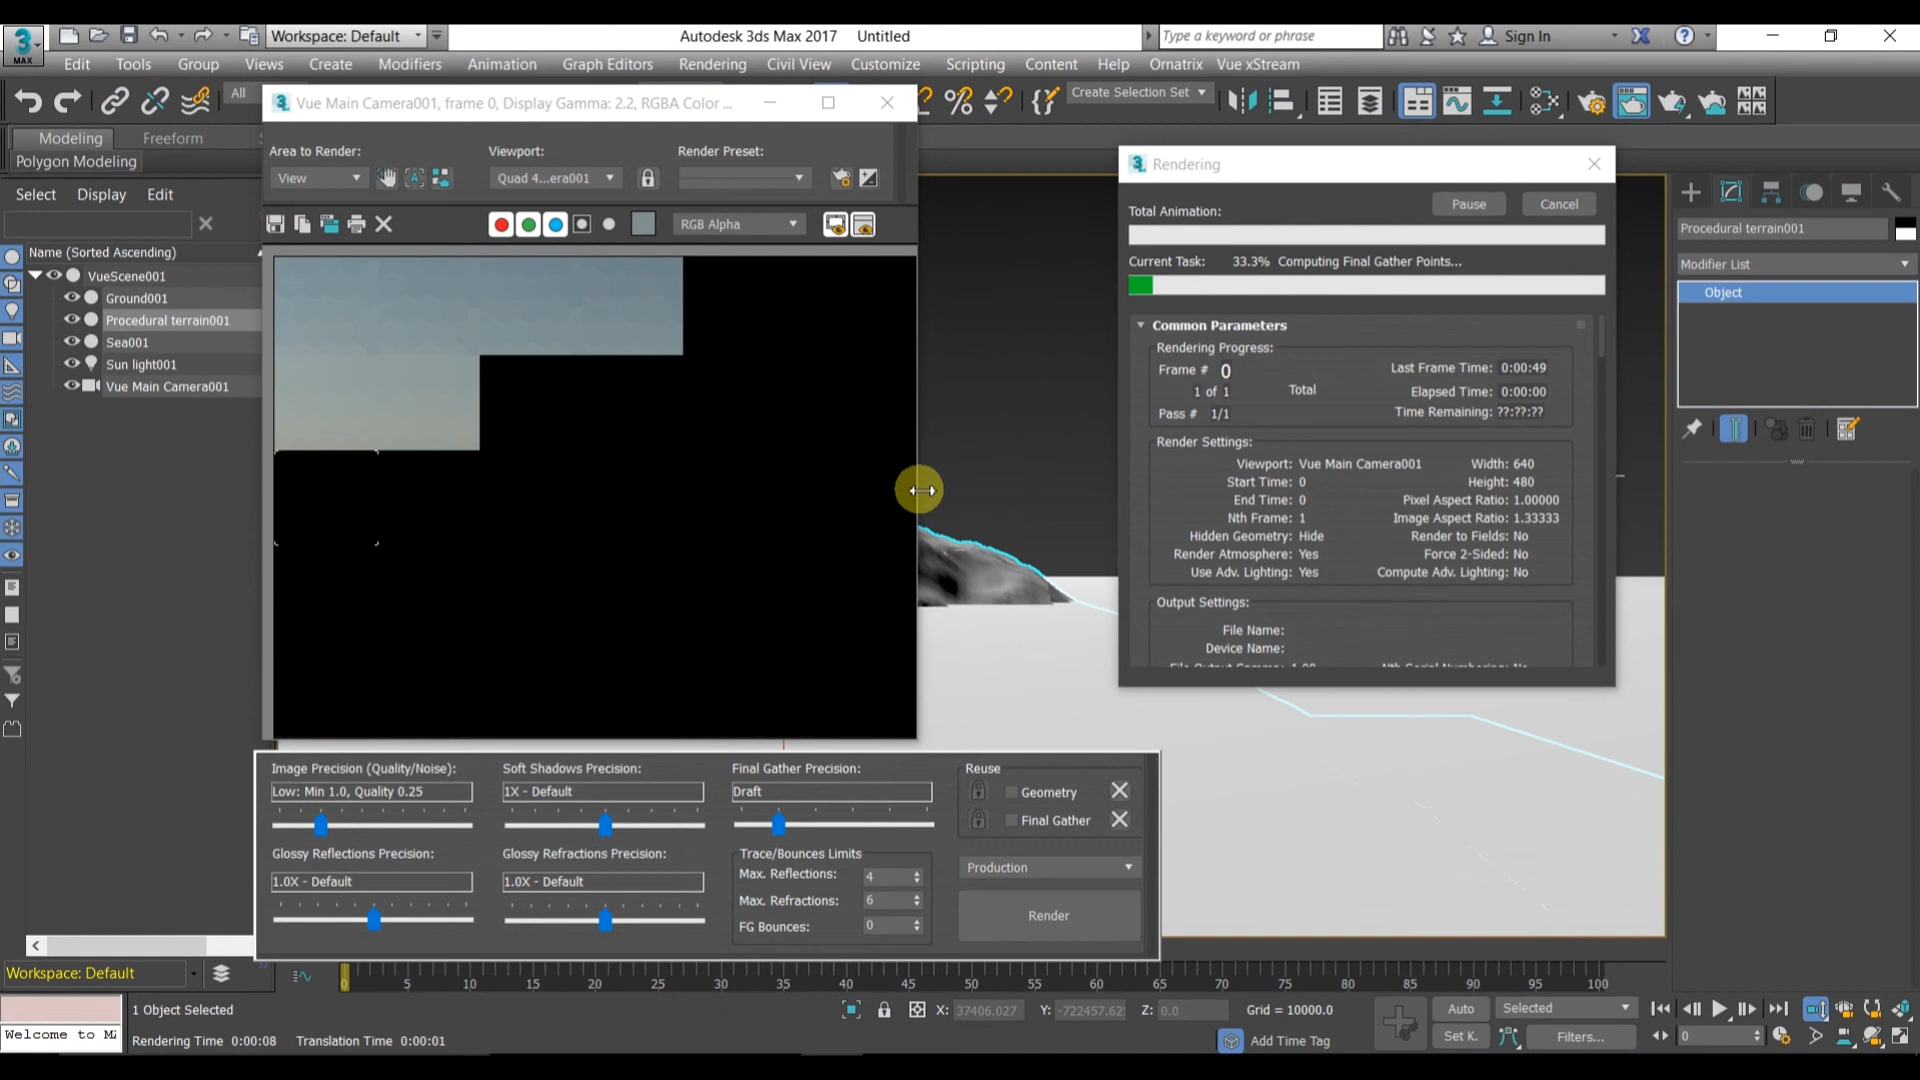 Workspace: Default
Autodesk 3ds Max 2017 Untitled
Type a keyword or phrase
Sign In
3
MAX
Edit Tools Group Views Create Modifiers Animation Graph Editors Rendering Civil View Customize Scripting Content Help Ornatrix Vue xStream
All
Create Selection Set
Modeling Freeform
Polygon Modeling
Select Display Edit
Name (Sorted Ascending)
VueScene001
Ground001
Procedural terrain001
Sea001
Sun light001
Vue Main Camera001
Vue Main Camera001, frame 0, Display Gamma: 2.2, RGBA Color ...
Area to Render: Viewport: Render Preset:
View Quad 4...era001
RGB Alpha
Rendering
Pause Cancel
Total Animation:
Current Task: 33.3% Computing Final Gather Points...
Common Parameters
Rendering Progress:
Frame # 0 Last Frame Time: 0:00:49
1 of 1 Total Elapsed Time: 0:00:00
Pass # 1/1 Time Remaining: ??:??:??
Render Settings:
Viewport: Vue Main Camera001 Width: 640
Start Time: 0 Height: 480
End Time: 0 Pixel Aspect Ratio: 1.00000
Nth Frame: 1 Image Aspect Ratio: 1.33333
Hidden Geometry: Hide Render to Fields: No
Render Atmosphere: Yes Force 2-Sided: No
Use Adv. Lighting: Yes Compute Adv. Lighting: No
Output Settings:
File Name:
Device Name:
Procedural terrain001
Modifier List
Object
Image Precision (Quality/Noise): Soft Shadows Precision: Final Gather Precision: Reuse
Low: Min 1.0, Quality 0.25 1X - Default Draft Geometry
Final Gather
Glossy Reflections Precision: Glossy Refractions Precision: Trace/Bounces Limits
1.0X - Default 1.0X - Default Max. Reflections: 4 Production
Max. Refractions: 6
FG Bounces: 0 Render
Workspace: Default
0 5 10 15 20 25 30 35 40 45 50 55 60 65 70 75 80 85 90 95 100
1 Object Selected X: 37406.027 Y: -722457.62 Z: 0.0 Grid = 10000.0 Auto Selected
Welcome to M
Rendering Time 0:00:08 Translation Time 0:00:01 Add Time Tag Set K. Filters... 0